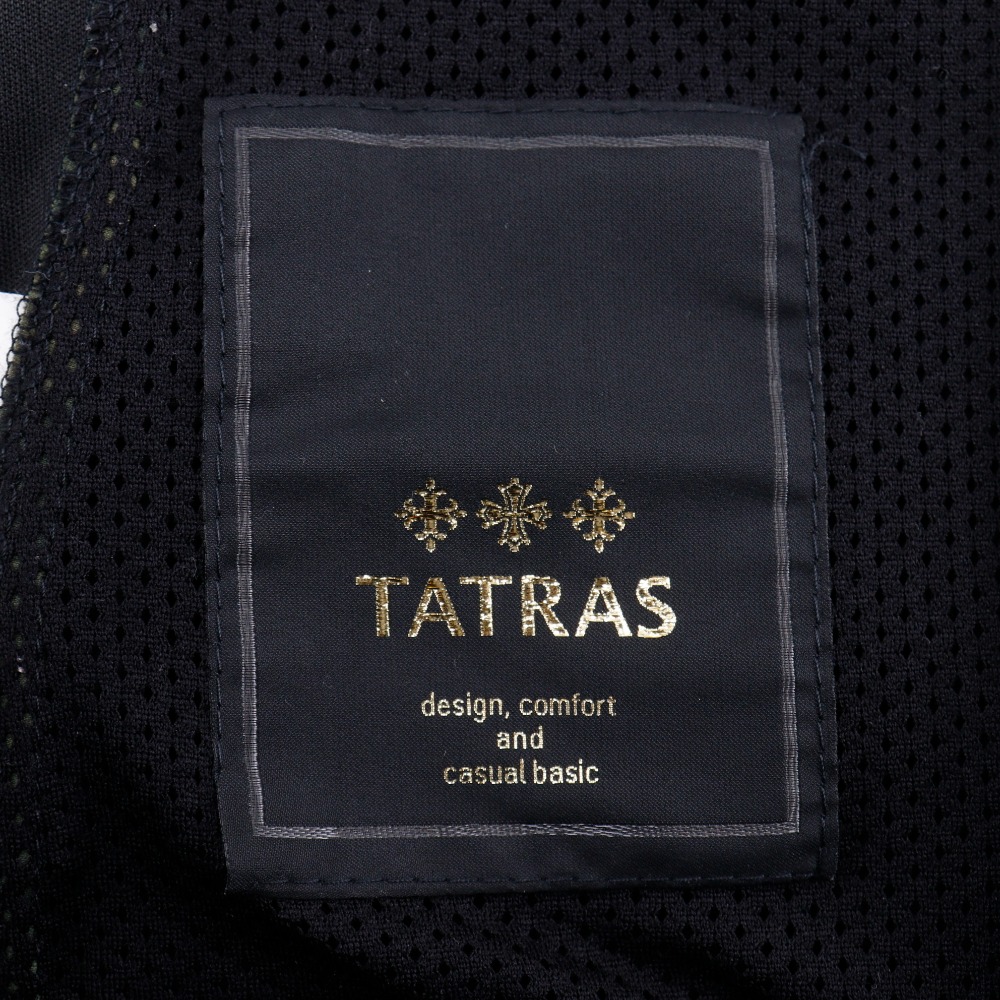 TATRAS
design, comfort
and
casual basic